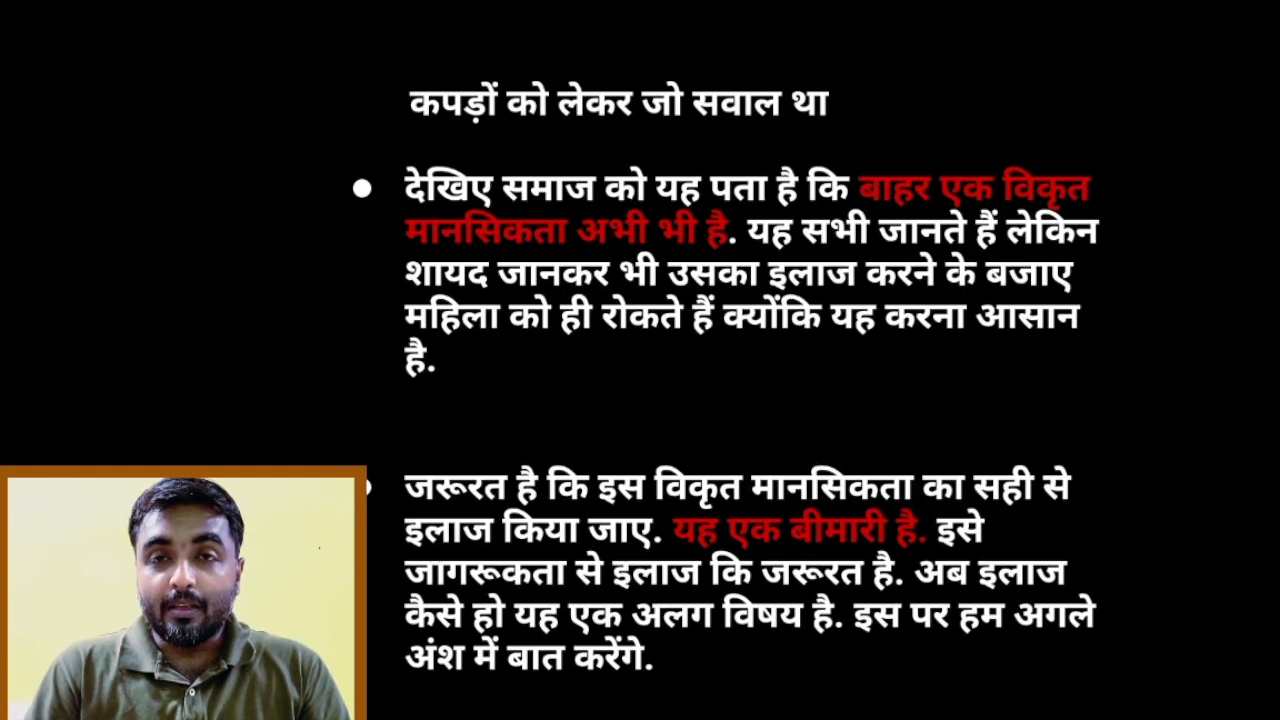 कपड़ों को लेकर जो सवाल था
● देखिए समाज को यह पता है कि बाहर एक विकृत
मानसिकता अभी भी है. यह सभी जानते हैं लेकिन
शायद जानकर भी उसका इलाज करने के बजाए
महिला को ही रोकते हैं क्योंकि यह करना आसान
है.
● जरूरत है कि इस विकृत मानसिकता का सही से
इलाज किया जाए. यह एक बीमारी है. इसे
जागरूकता से इलाज कि जरूरत है. अब इलाज
कैसे हो यह एक अलग विषय है. इस पर हम अगले
अंश में बात करेंगे.